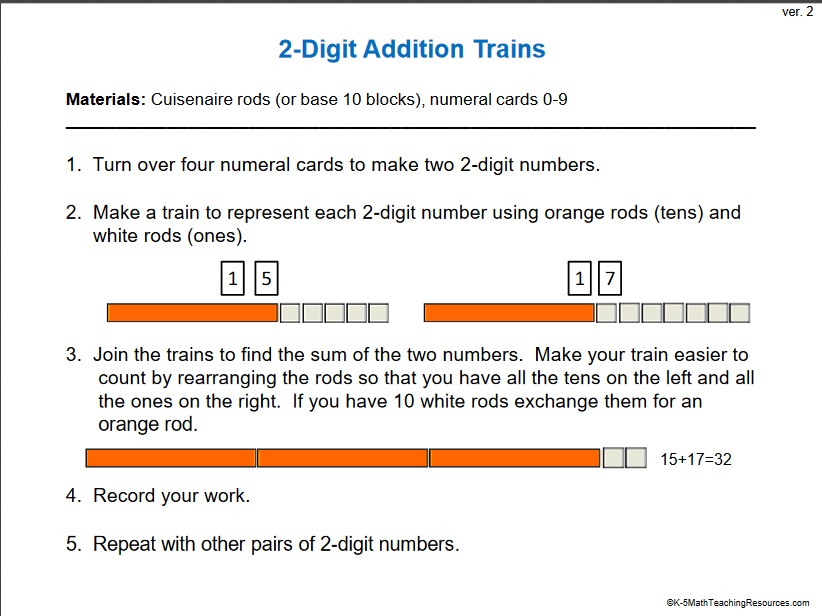 ver. 2
2-Digit Addition Trains
Materials: Cuisenaire rods (or base 10 blocks), numeral cards 0-9
1. Turn over four numeral cards to make two 2-digit numbers.
2. Make a train to represent each 2-digit number using orange rods (tens) and
white rods (ones).
1 5 1 7
3. Join the trains to find the sum of the two numbers. Make your train easier to
count by rearranging the rods so that you have all the tens on the left and all
the ones on the right. If you have 10 white rods exchange them for an
orange rod.
15+17=32
4. Record your work.
5. Repeat with other pairs of 2-digit numbers.
©K-5MathTeachingResources.com